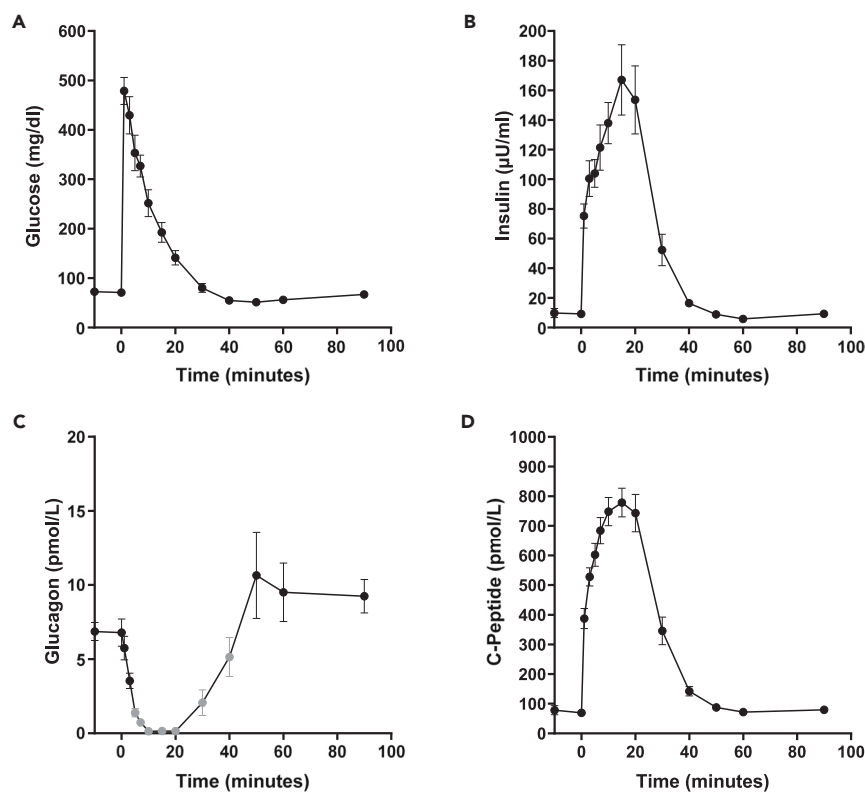 A
600
500
400
300
200
100
0
Glucose (mg/dl)
0 20 40 60 80 100
Time (minutes)
B
200
180
160
140
120
100
80
60
40
20
0
Insulin (μU/ml)
0 20 40 60 80 100
Time (minutes)
C
20
15
10
5
0
Glucagon (pmol/L)
0 20 40 60 80 100
Time (minutes)
D
1000
900
800
700
600
500
400
300
200
100
0
C-Peptide (pmol/L)
0 20 40 60 80 100
Time (minutes)